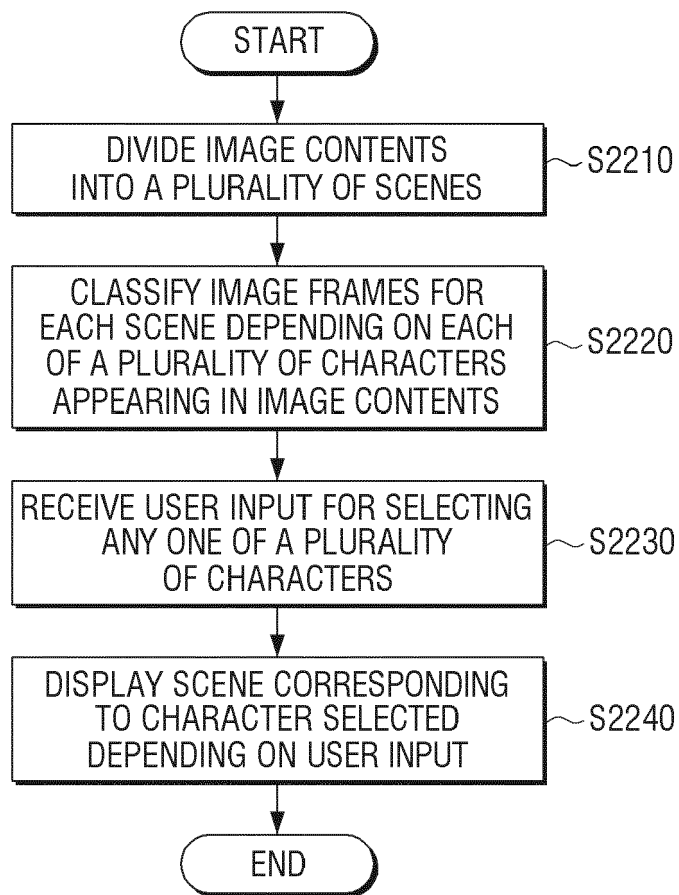 START
DIVIDE IMAGE CONTENTS
INTO A PLURALITY OF SCENES
S2210
CLASSIFY IMAGE FRAMES FOR
EACH SCENE DEPENDING ON EACH
OF A PLURALITY OF CHARACTERS
APPEARING IN IMAGE CONTENTS
S2220
RECEIVE USER INPUT FOR SELECTING
ANY ONE OF A PLURALITY
OF CHARACTERS
S2230
DISPLAY SCENE CORRESPONDING
TO CHARACTER SELECTED
DEPENDING ON USER INPUT
S2240
END